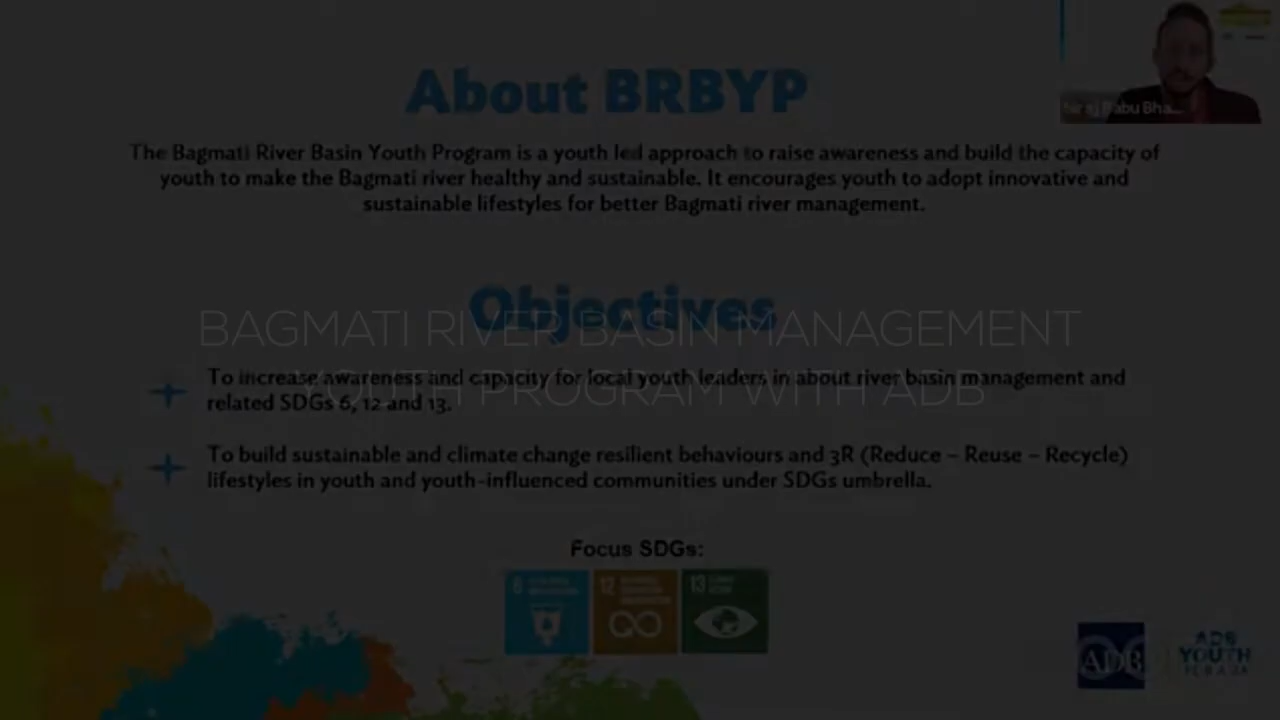 About BRBYP
The Bagmati River Basin Youth Program is a youth led approach to raise awareness and build the capacity of
youth to make the Bagmati river healthy and sustainable. It encourages youth to adopt innovative and
sustainable lifestyles for better Bagmati river management.
Objectives
BAGMATI RIVER BASIN MANAGEMENT
YOUTH PROGRAM WITH ADB
To increase awareness and capacity for local youth leaders in about river basin management and
related SDGs 6, 12 and 13.
To build sustainable and climate change resilient behaviours and 3R (Reduce – Reuse – Recycle)
lifestyles in youth and youth-influenced communities under SDGs umbrella.
Focus SDGs:
6
12
13
ADB
ADB
YOUTH
Babu Bha...